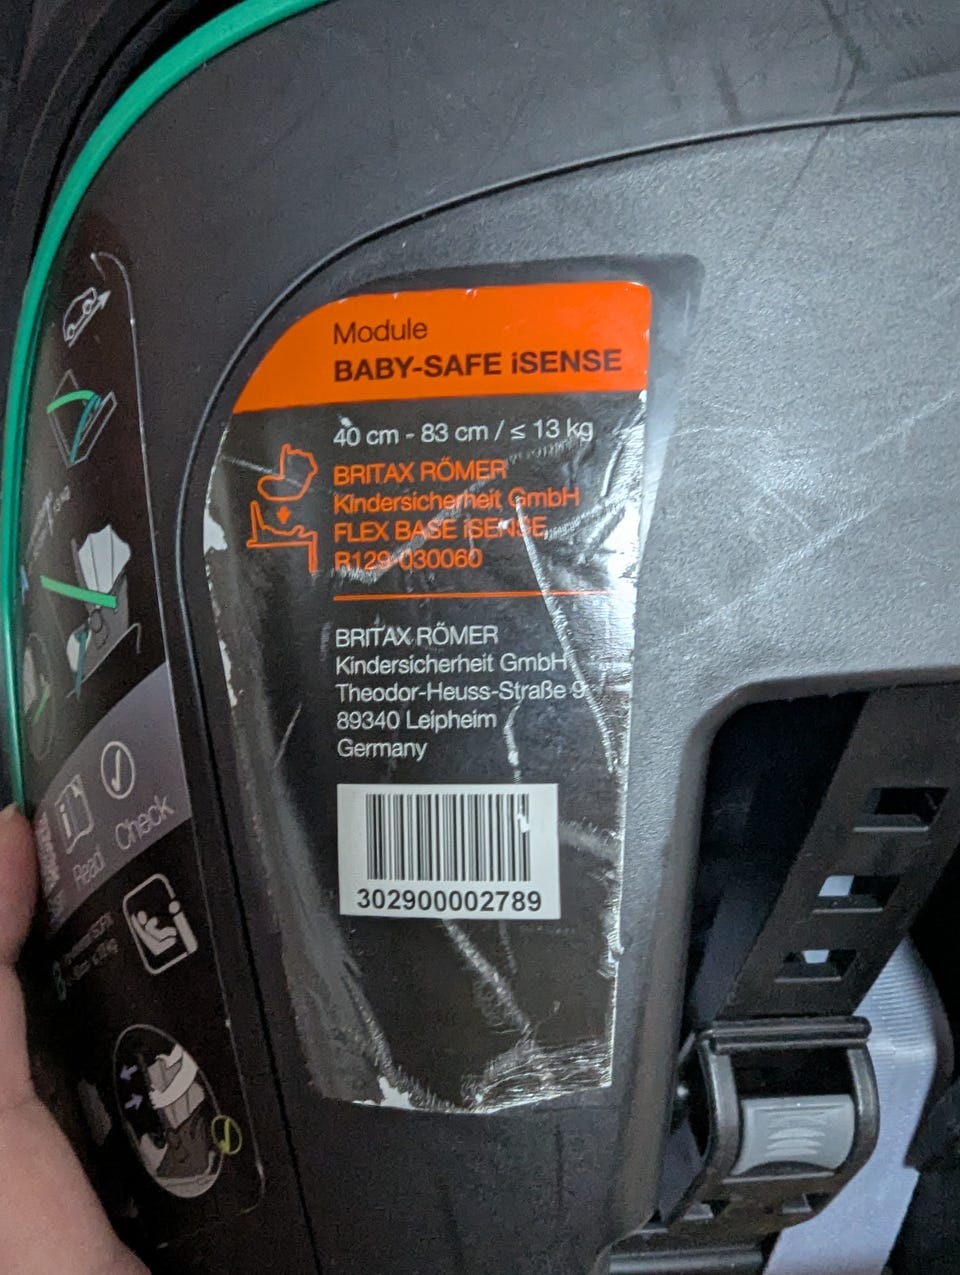 Module
BABY-SAFE iSENSE
40 cm - 83 cm / ≤ 13 kg
BRITAX RÖMER
Kindersicherheit GmbH
FLEX BASE iSENSE
R129-030060
BRITAX RÖMER
Kindersicherheit GmbH
Theodor-Heuss-Straße 9
89340 Leipheim
Germany
302900002789
Read
Check